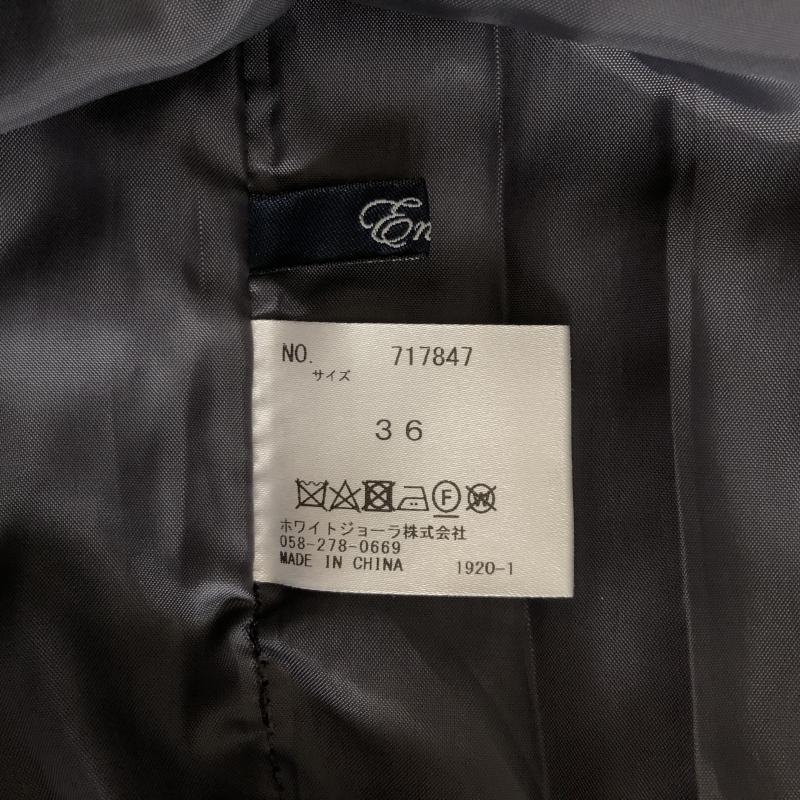 En
NO. 717847
サイズ
36
F W
ホワイトジョーラ株式会社
058-278-0669
MADE IN CHINA 1920-1